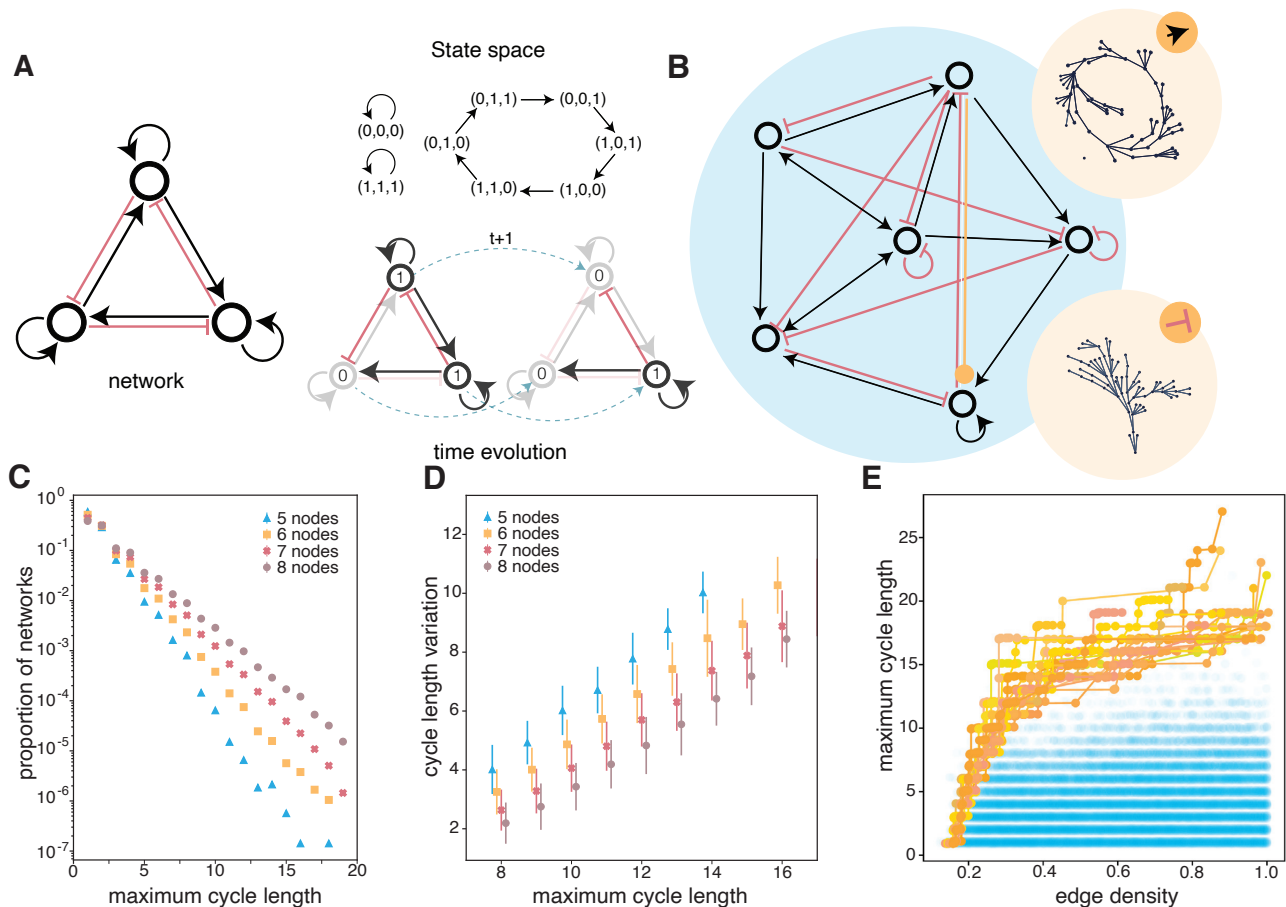 A
State space
(0,0,0)
(1,1,1)
(0,1,1)
(0,0,1)
(0,1,0)
(1,0,1)
(1,1,0)
(1,0,0)
network
t+1
1
0
1
0
0
1
time evolution
B
C
proportion of networks
10^0
10^-1
10^-2
10^-3
10^-4
10^-5
10^-6
10^-7
5 nodes
6 nodes
7 nodes
8 nodes
0 5 10 15 20
maximum cycle length
D
cycle length variation
12
10
8
6
4
2
5 nodes
6 nodes
7 nodes
8 nodes
8 10 12 14 16
maximum cycle length
E
maximum cycle length
25
20
15
10
5
0
0.2 0.4 0.6 0.8 1.0
edge density